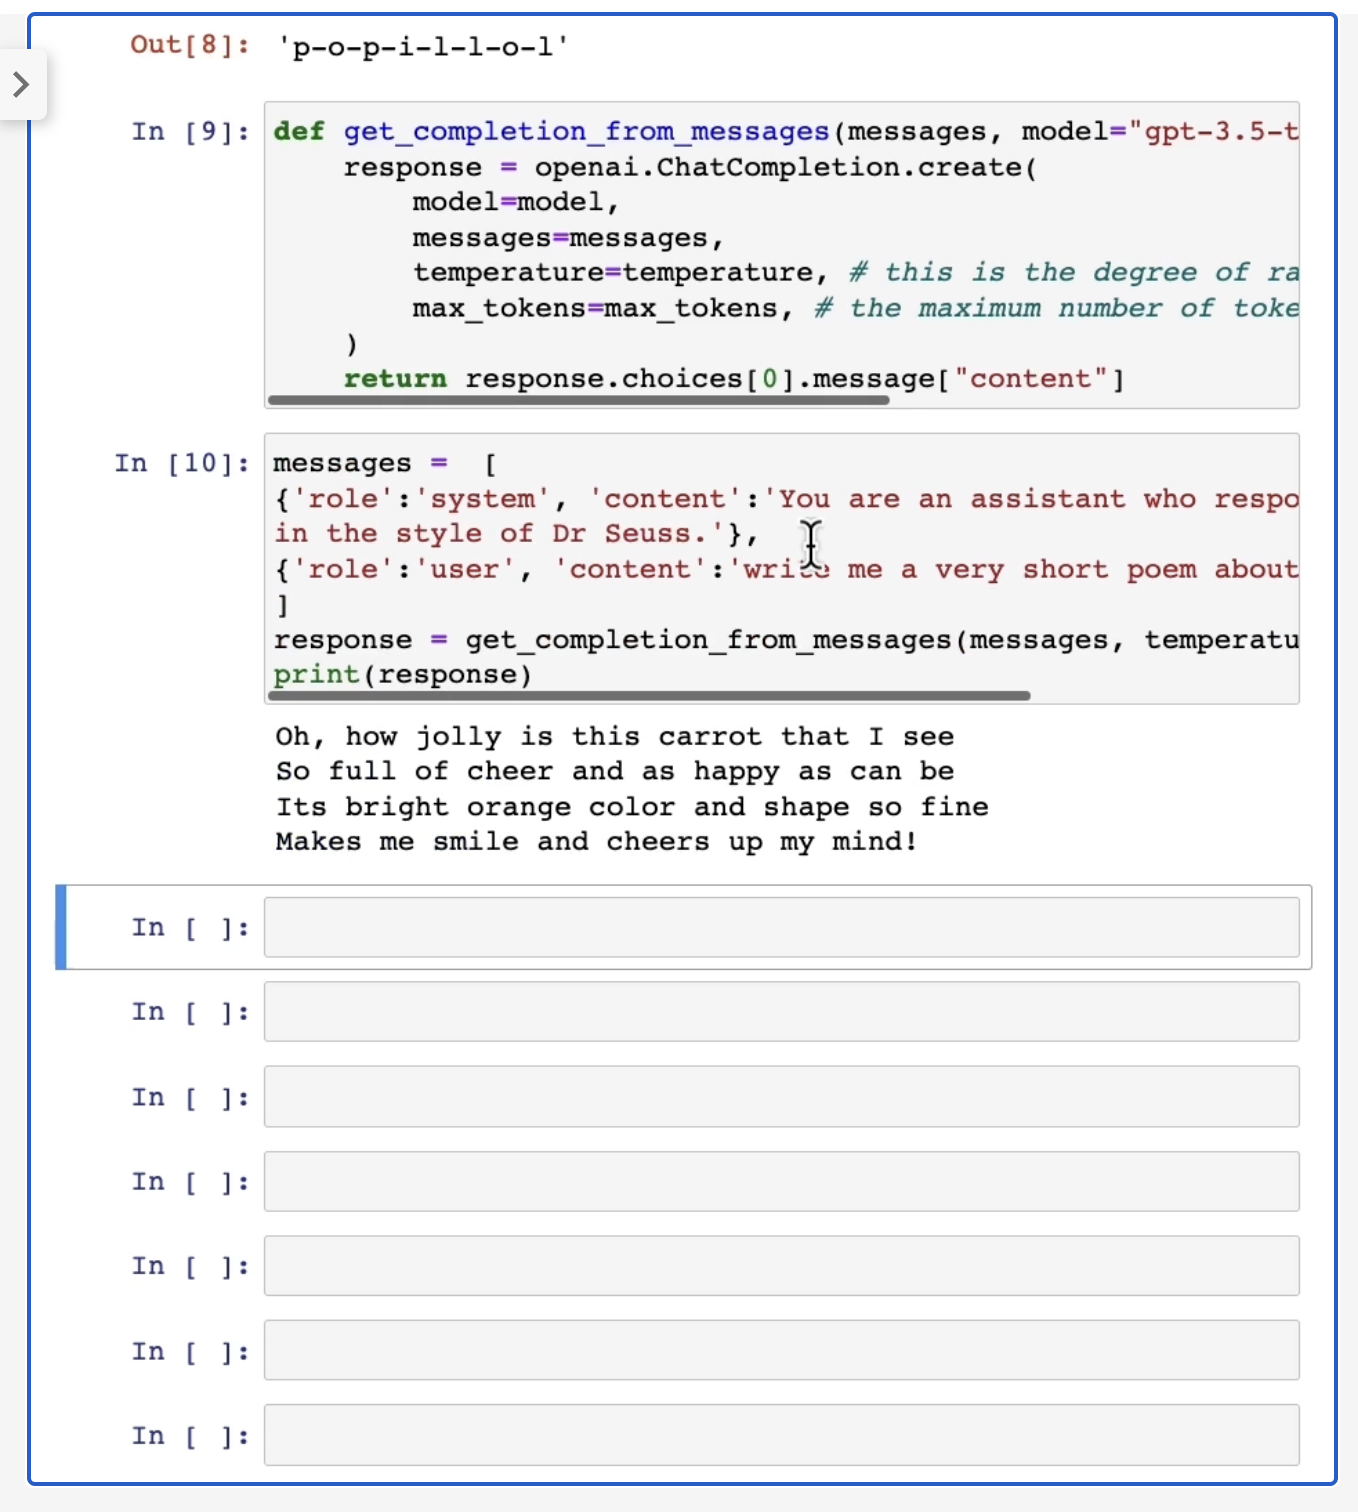 Out[8]: 'p-o-p-i-l-l-o-l'
In [9]: def get_completion_from_messages(messages, model="gpt-3.5-t
    response = openai.ChatCompletion.create(
        model=model,
        messages=messages,
        temperature=temperature, # this is the degree of ra
        max_tokens=max_tokens, # the maximum number of toke
    )
    return response.choices[0].message["content"]
In [10]: messages =  [
{'role':'system', 'content':'You are an assistant who respo
in the style of Dr Seuss.'},
{'role':'user', 'content':'write me a very short poem about
]
response = get_completion_from_messages(messages, temperatu
print(response)
Oh, how jolly is this carrot that I see
So full of cheer and as happy as can be
Its bright orange color and shape so fine
Makes me smile and cheers up my mind!
In [ ]:
In [ ]:
In [ ]:
In [ ]:
In [ ]:
In [ ]:
In [ ]: